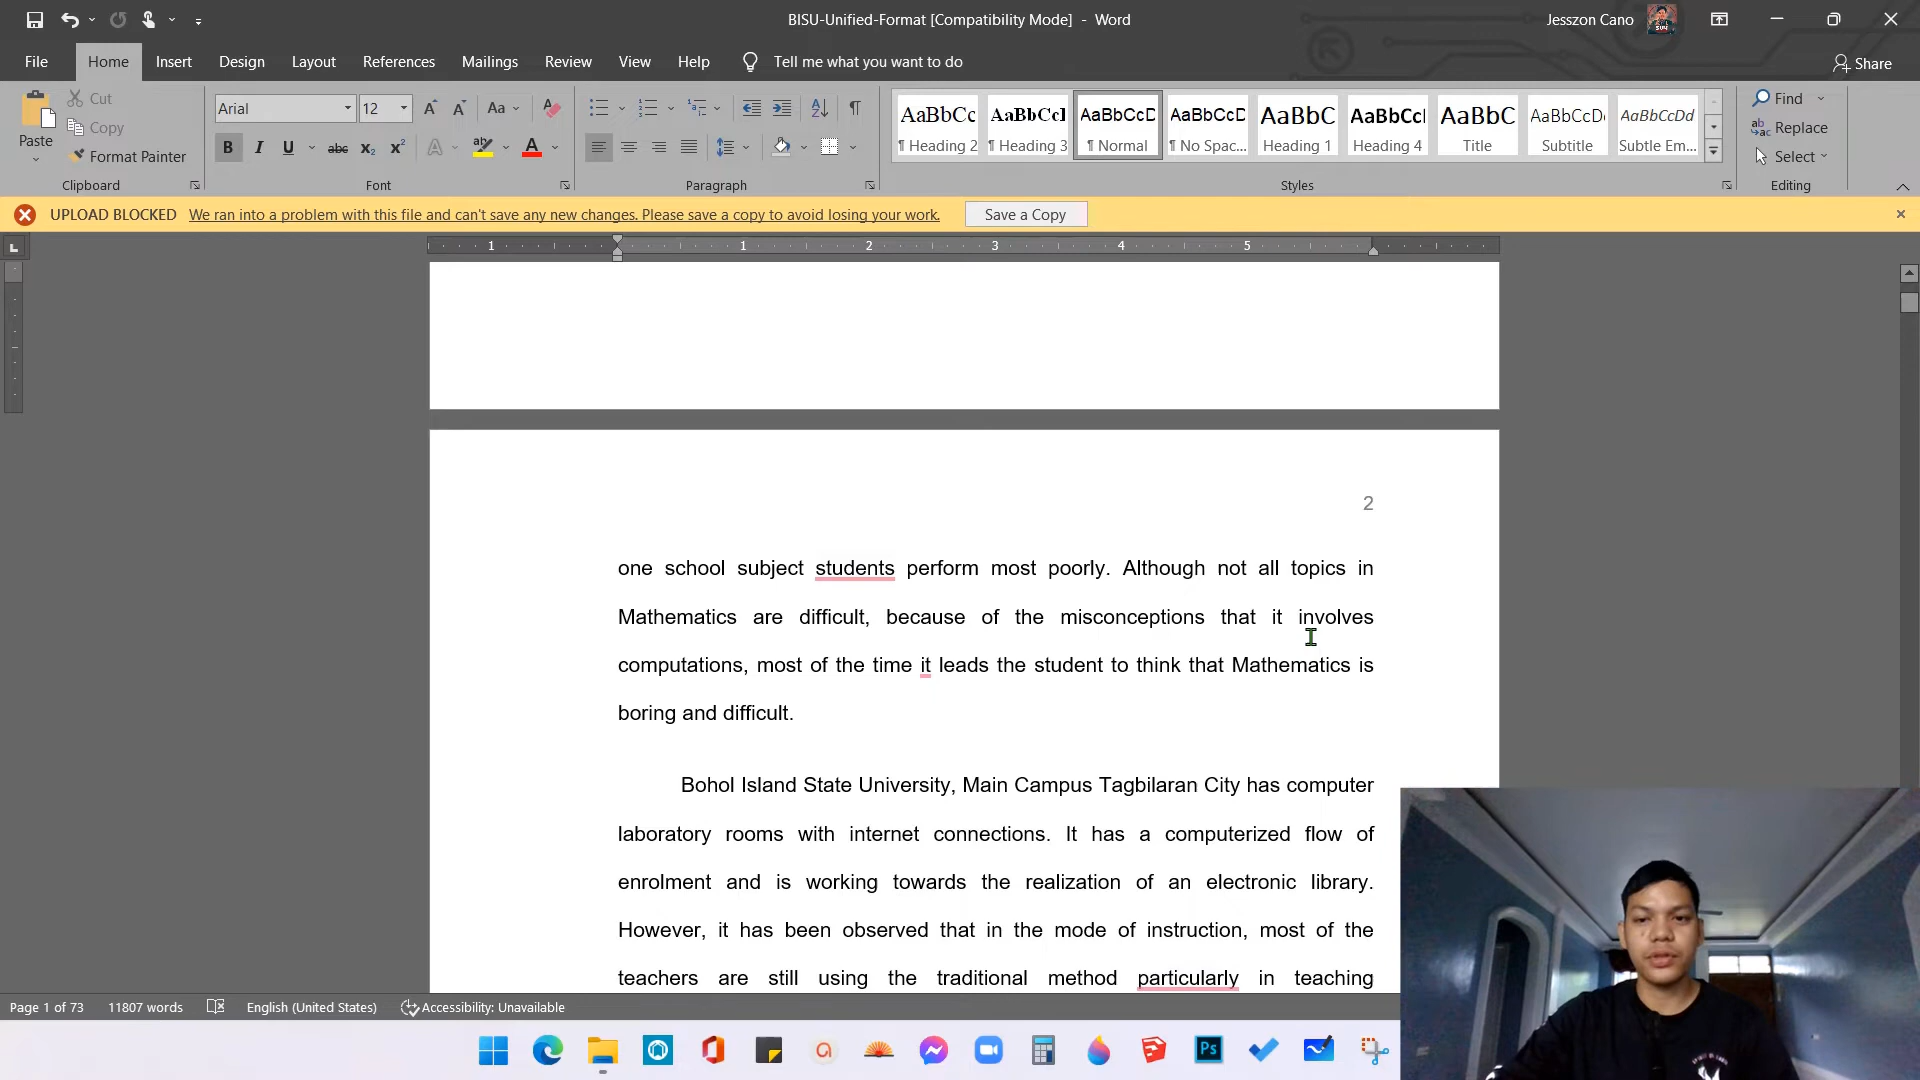 BISU-Unified-Format [Compatibility Mode] - Word
Jesszon Cano
File Home Insert Design Layout References Mailings Review View Help Tell me what you want to do
Share
Paste
Cut
Copy
Format Painter
Clipboard
Arial 12
Aa
B I U abc x₂ x² A A
Font
Paragraph
AaBbCc AaBbCcI AaBbCcD AaBbCcD AaBbC AaBbCcI AaBbC AaBbCcD AaBbCcDd
¶ Heading 2 ¶ Heading 3 ¶ Normal ¶ No Spac... Heading 1 Heading 4 Title Subtitle Subtle Em...
Styles
Find
Replace
Select
Editing
UPLOAD BLOCKED We ran into a problem with this file and can't save any new changes. Please save a copy to avoid losing your work. Save a Copy
1 1 2 3 4 5
2
one school subject students perform most poorly. Although not all topics in
Mathematics are difficult, because of the misconceptions that it involves
computations, most of the time it leads the student to think that Mathematics is
boring and difficult.
Bohol Island State University, Main Campus Tagbilaran City has computer
laboratory rooms with internet connections. It has a computerized flow of
enrolment and is working towards the realization of an electronic library.
However, it has been observed that in the mode of instruction, most of the
teachers are still using the traditional method particularly in teaching
Page 1 of 73 11807 words English (United States) Accessibility: Unavailable
Ps